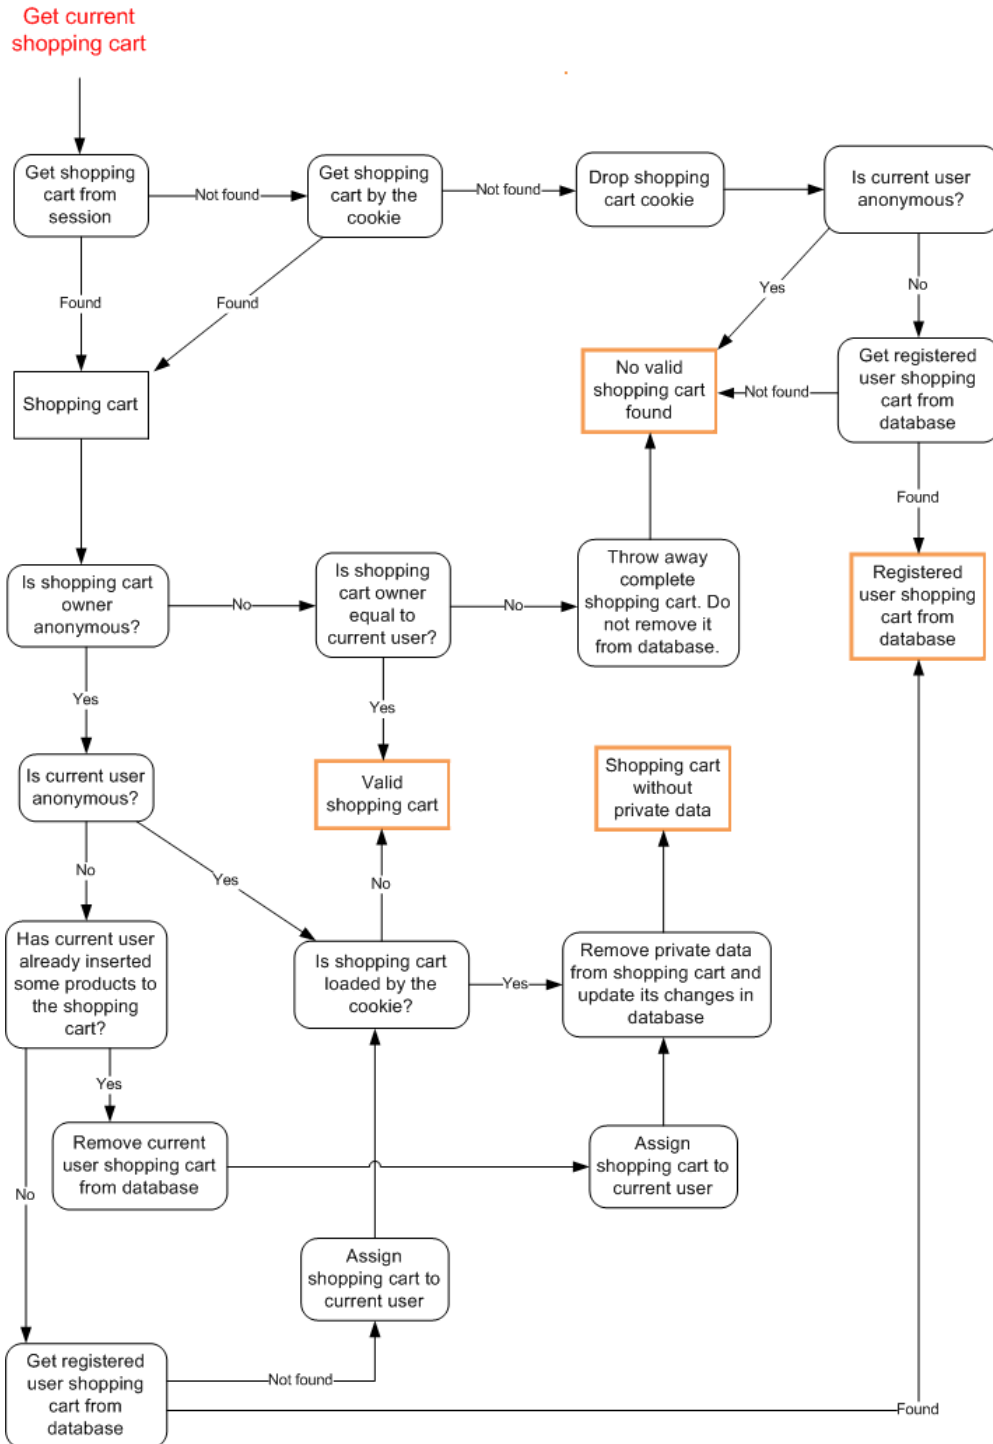 Get current
shopping cart
Get shopping
cart from
session
Not found
Get shopping
cart by the
cookie
Not found
Drop shopping
cart cookie
Is current user
anonymous?
Found
Found
Yes
No
Shopping cart
No valid
shopping cart
found
Not found
Get registered
user shopping
cart from
database
Found
Is shopping cart
owner
anonymous?
No
Is shopping
cart owner
equal to
current user?
No
Throw away
complete
shopping cart. Do
not remove it
from database.
Registered
user shopping
cart from
database
Yes
Yes
Is current user
anonymous?
Valid
shopping cart
Shopping cart
without
private data
No
Yes
No
Has current user
already inserted
some products to
the shopping
cart?
Is shopping cart
loaded by the
cookie?
Yes
Remove private data
from shopping cart and
update its changes in
database
Yes
No
Remove current
user shopping cart
from database
Assign
shopping cart to
current user
Assign
shopping cart to
current user
Get registered
user shopping
cart from
database
Not found
Found